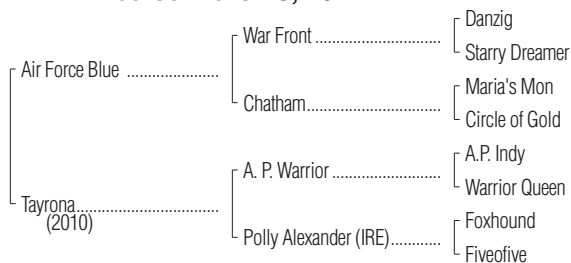 Air Force Blue ......................
War Front ..............................
Danzig
Starry Dreamer
Chatham................................
Maria's Mon
Circle of Gold
Tayrona..................................
(2010)
A. P. Warrior ..........................
A.P. Indy
Warrior Queen
Polly Alexander (IRE)............
Foxhound
Fiveofive